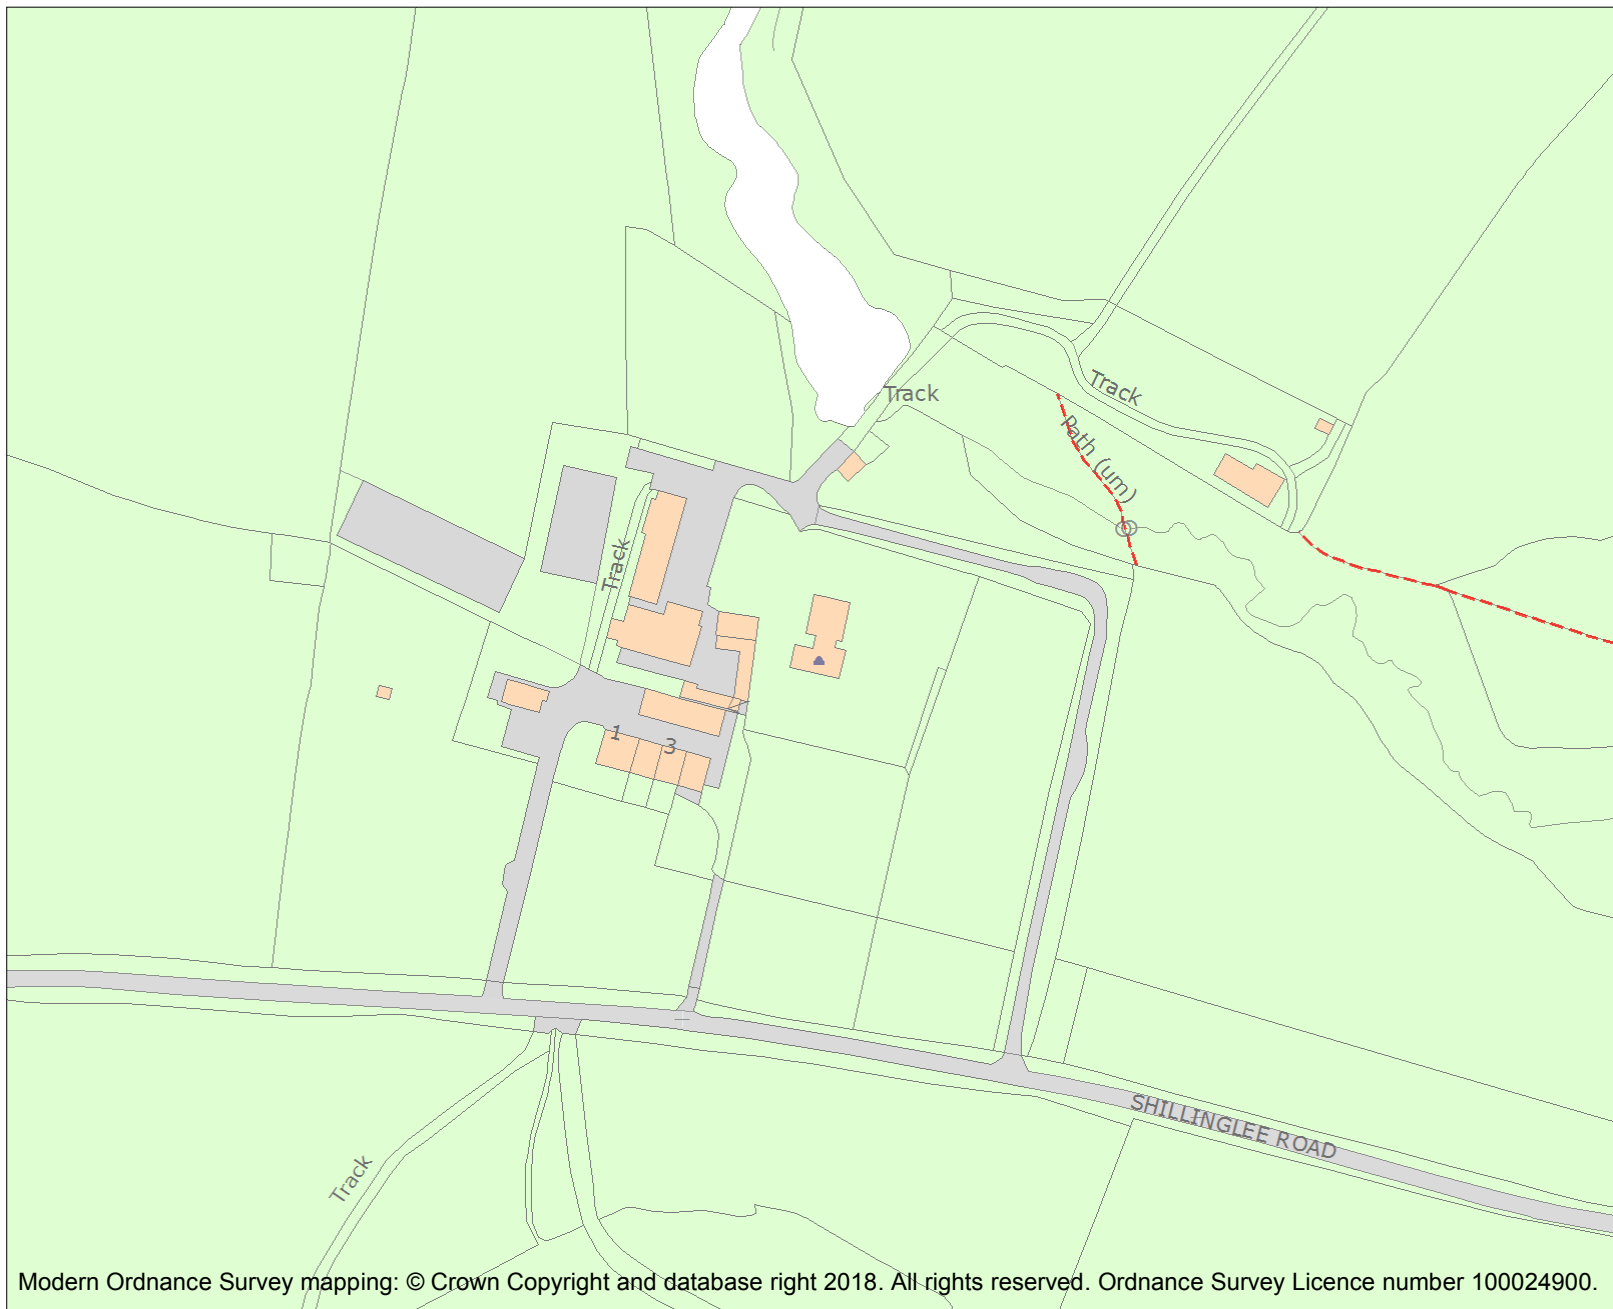 Track
Track
Path (um)
Track
1
3
SHILLINGLEE ROAD
Track
Modern Ordnance Survey mapping: © Crown Copyright and database right 2018. All rights reserved. Ordnance Survey Licence number 100024900.